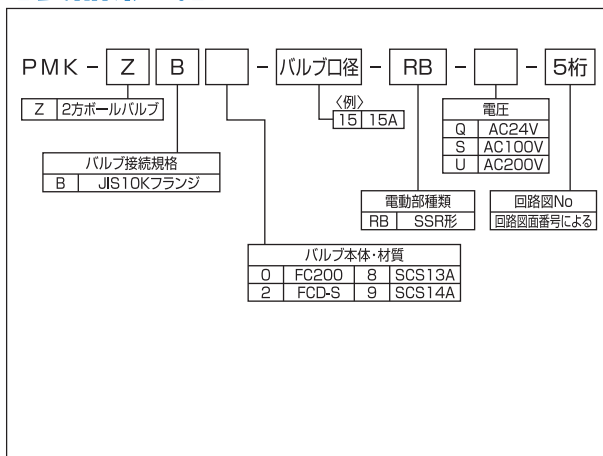 PMK - Z B - バルブ口径 - RB - - 5桁
Z 2方ボールバルブ
〈例〉
15 15A
電圧
Q AC24V
S AC100V
U AC200V
バルブ接続規格
B JIS10Kフランジ
電動部種類
RB SSR形
回路図No
回路図面番号による
バルブ本体・材質
0 FC200 8 SCS13A
2 FCD-S 9 SCS14A